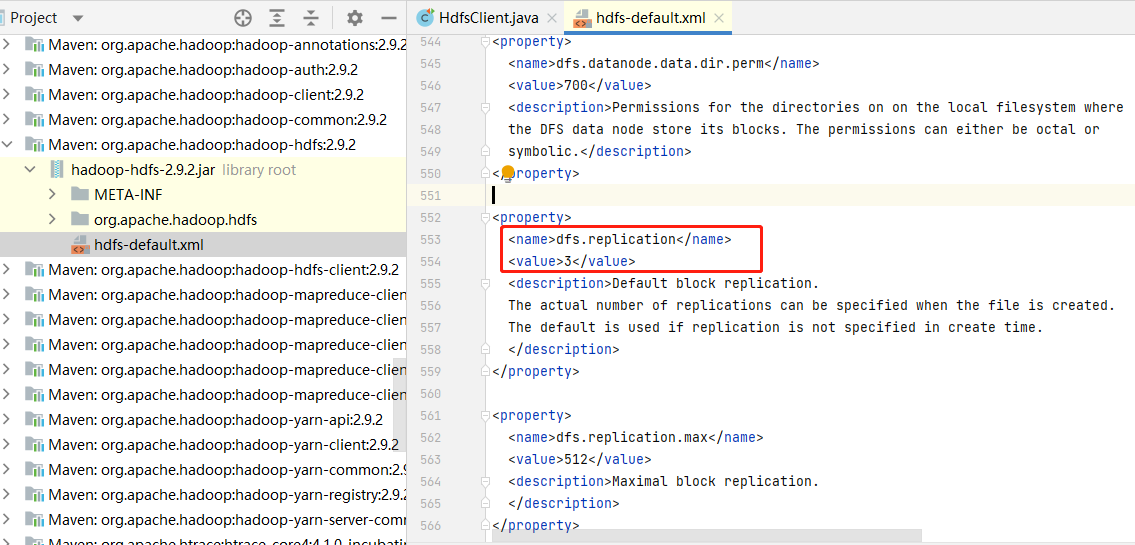 Project
Maven: org.apache.hadoop:hadoop-annotations:2.9.2
Maven: org.apache.hadoop:hadoop-auth:2.9.2
Maven: org.apache.hadoop:hadoop-client:2.9.2
Maven: org.apache.hadoop:hadoop-common:2.9.2
Maven: org.apache.hadoop:hadoop-hdfs:2.9.2
hadoop-hdfs-2.9.2.jar library root
META-INF
org.apache.hadoop.hdfs
hdfs-default.xml
Maven: org.apache.hadoop:hadoop-hdfs-client:2.9.2
Maven: org.apache.hadoop:hadoop-mapreduce-client
Maven: org.apache.hadoop:hadoop-mapreduce-client
Maven: org.apache.hadoop:hadoop-mapreduce-client
Maven: org.apache.hadoop:hadoop-mapreduce-client
Maven: org.apache.hadoop:hadoop-mapreduce-client
Maven: org.apache.hadoop:hadoop-yarn-api:2.9.2
Maven: org.apache.hadoop:hadoop-yarn-client:2.9.2
Maven: org.apache.hadoop:hadoop-yarn-common:2.9
Maven: org.apache.hadoop:hadoop-yarn-registry:2.9.2
Maven: org.apache.hadoop:hadoop-yarn-server-com
Maven: org.apache.htrace:htrace-core4:4.1.0-incubati
HdfsClient.java
hdfs-default.xml
544 <property>
545 <name>dfs.datanode.data.dir.perm</name>
546 <value>700</value>
547 <description>Permissions for the directories on on the local filesystem where
548 the DFS data node store its blocks. The permissions can either be octal or
549 symbolic.</description>
550 </property>
551
552 <property>
553 <name>dfs.replication</name>
554 <value>3</value>
555 <description>Default block replication.
556 The actual number of replications can be specified when the file is created.
557 The default is used if replication is not specified in create time.
558 </description>
559 </property>
560
561 <property>
562 <name>dfs.replication.max</name>
563 <value>512</value>
564 <description>Maximal block replication.
565 </description>
566 </property>